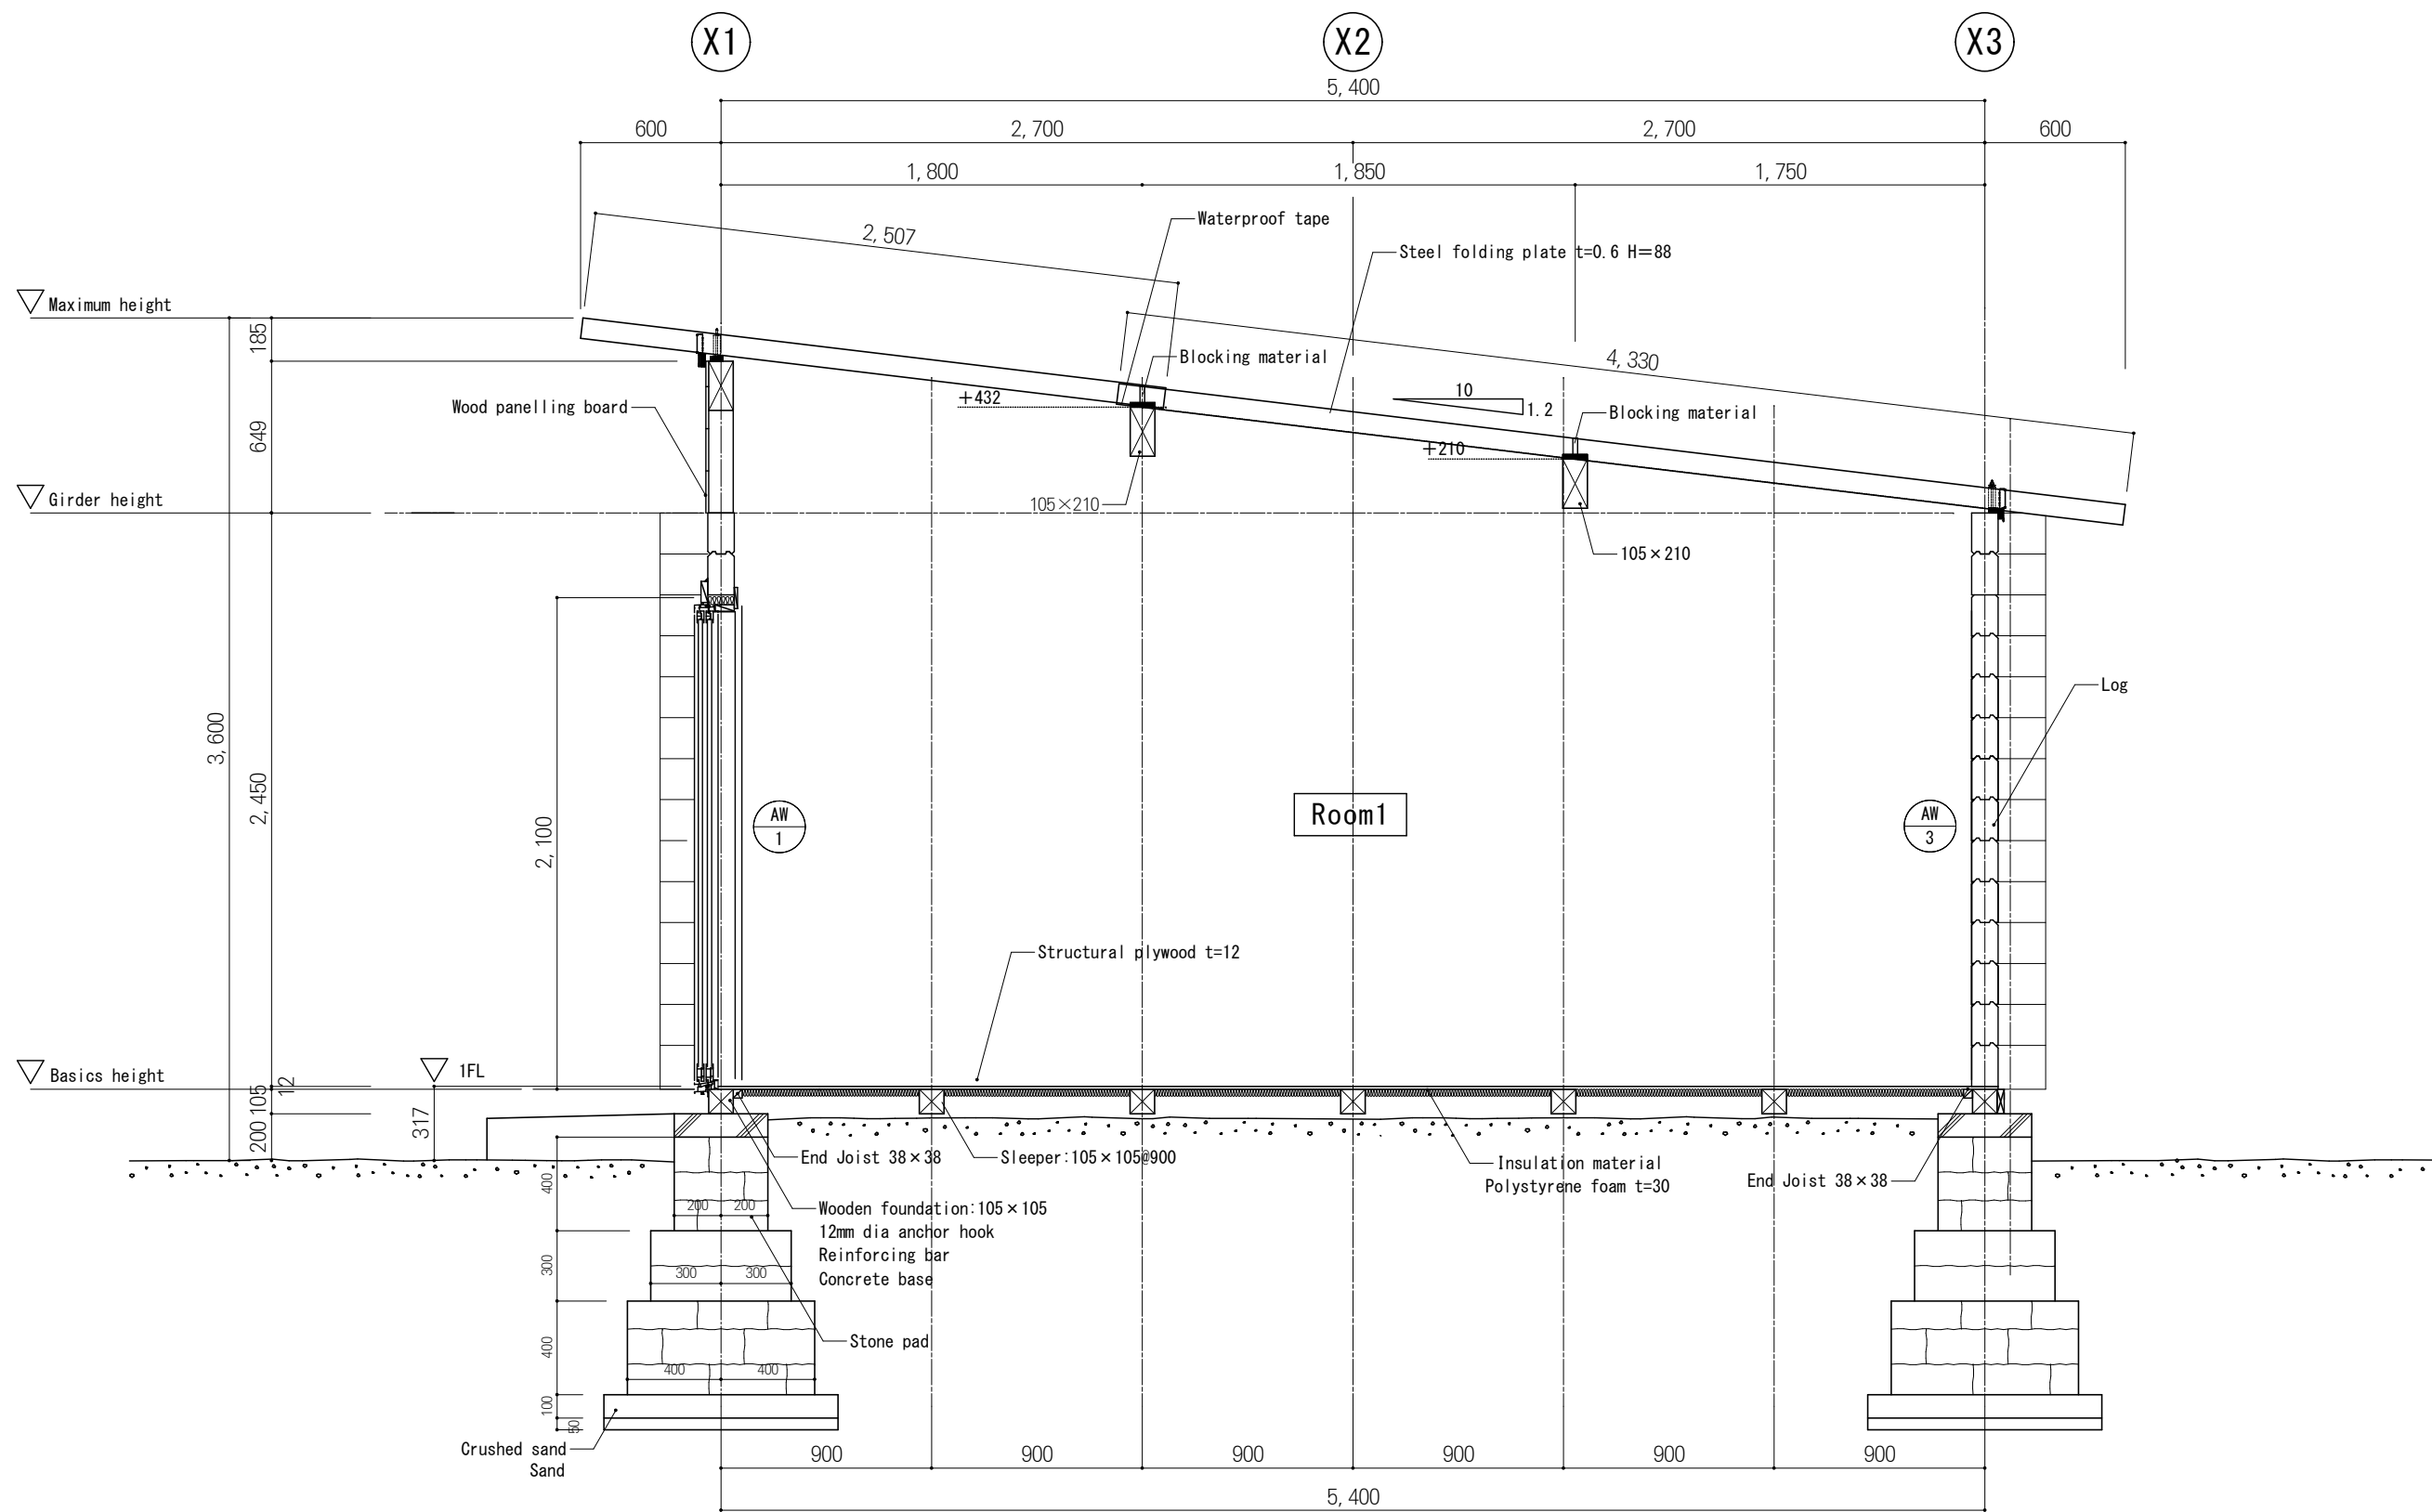 X1
X2
X3
5,400
600
2,700
2,700
600
1,800
1,850
1,750
Waterproof tape
2,507
Steel folding plate t=0.6 H=88
Maximum height
185
Blocking material
4,330
10
1.2
+432
Wood panelling board
Blocking material
649
+210
Girder height
105×210
105×210
Log
3,600
2,450
2,100
AW
1
Room1
AW
3
Structural plywood t=12
1FL
Basics height
12
105
200
317
End Joist 38×38
Sleeper:105×105@900
Insulation material
Polystyrene foam t=30
End Joist 38×38
400
200
200
Wooden foundation:105×105
12mm dia anchor hook
Reinforcing bar
Concrete base
300
300
300
Stone pad
400
400
400
100
50
Crushed sand
Sand
900
900
900
900
900
900
5,400